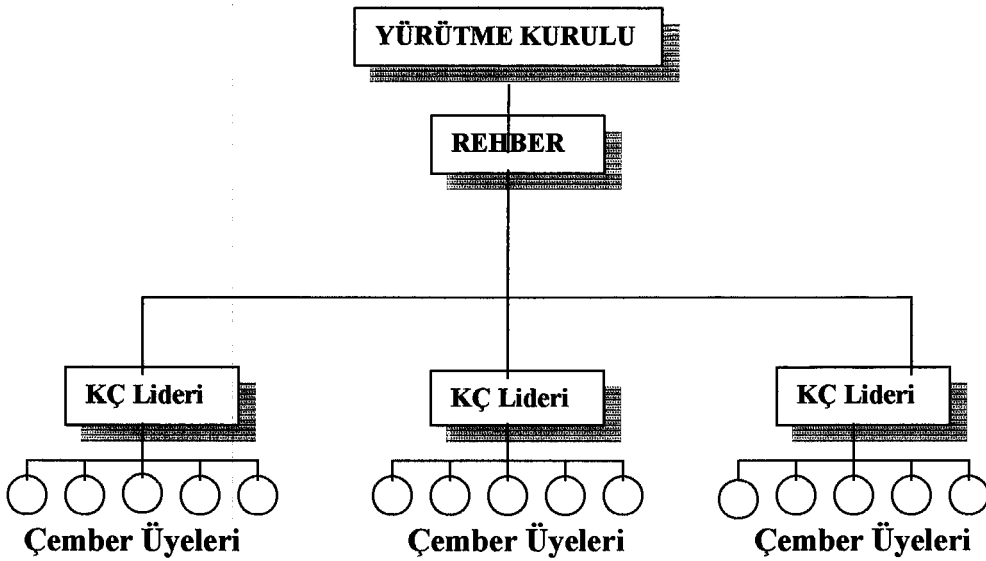 YÜRÜTME KURULU
REHBER
KÇ Lideri
KÇ Lideri
KÇ Lideri
Çember Üyeleri
Çember Üyeleri
Çember Üyeleri